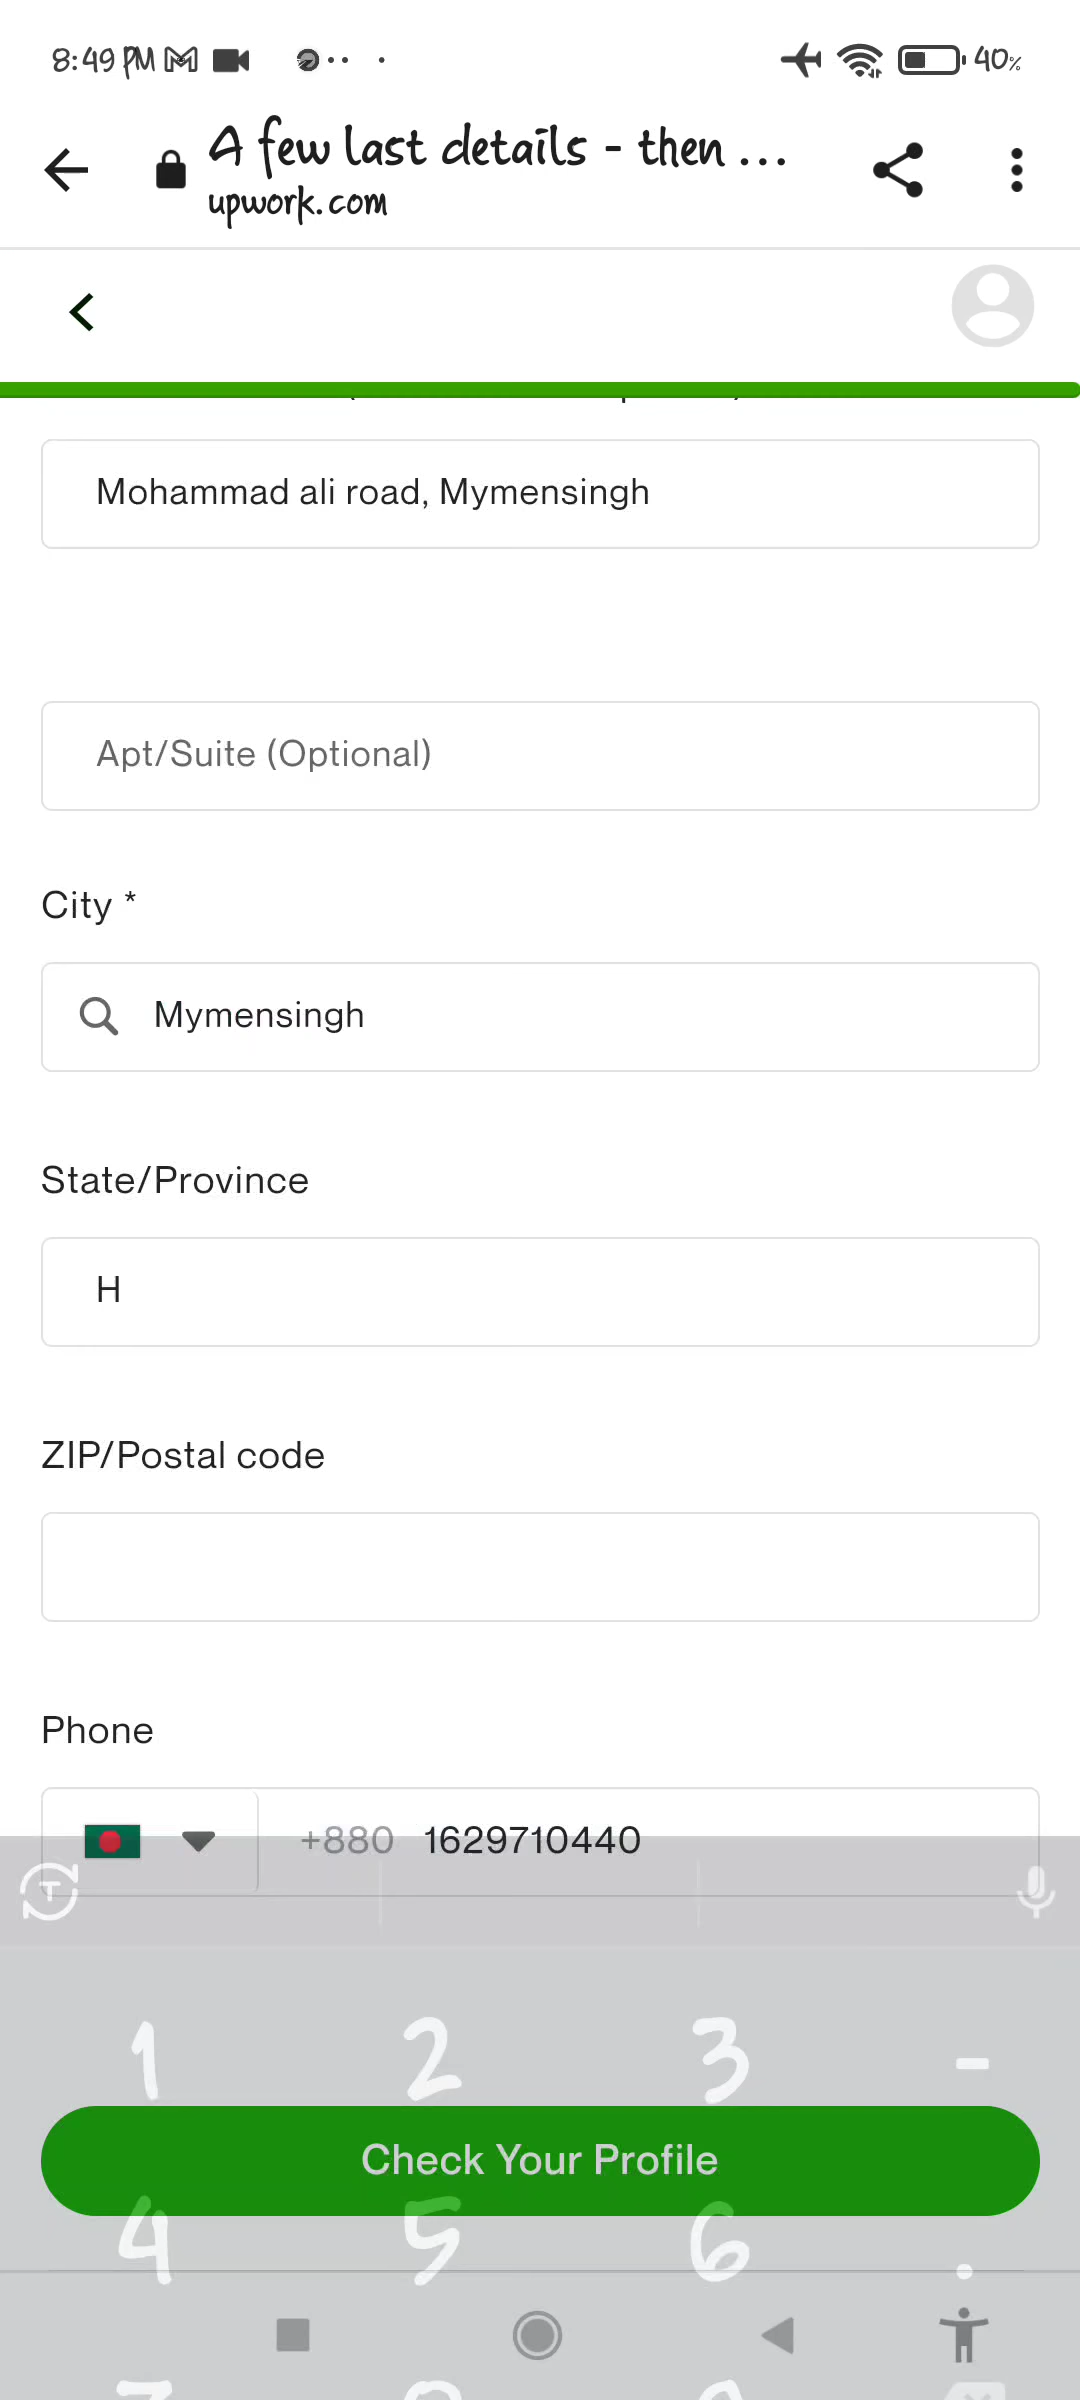 8:49 PM
40%
A few last details - then ...
upwork.com
Mohammad ali road, Mymensingh
Apt/Suite (Optional)
City *
Mymensingh
State/Province
H
ZIP/Postal code
Phone
+880 1629710440
1 2 3 -
Check Your Profile
4 5 6 .